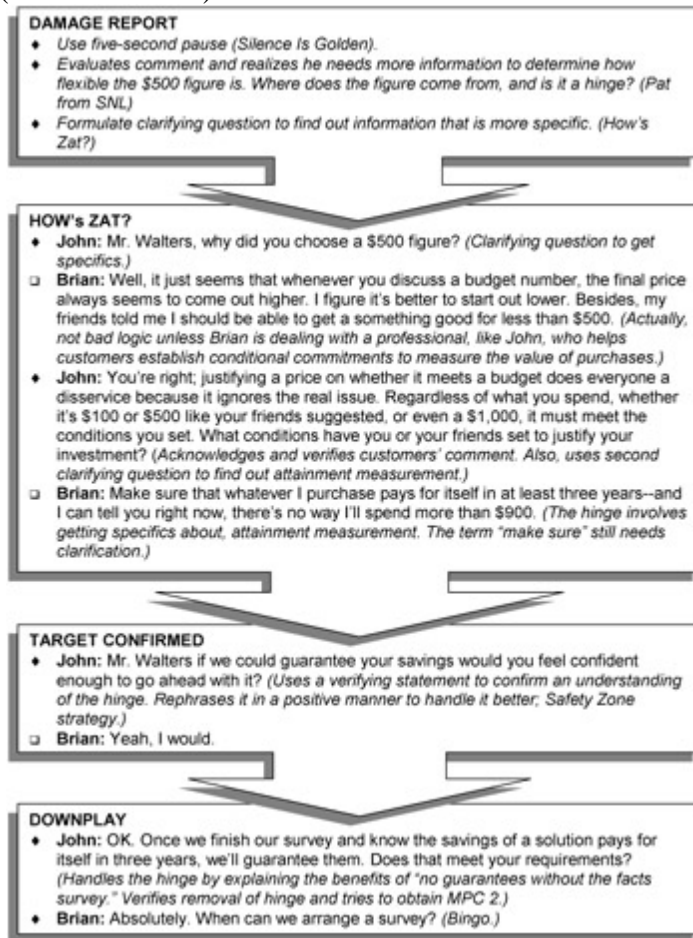 DAMAGE REPORT
♦ Use five-second pause (Silence Is Golden).
♦ Evaluates comment and realizes he needs more information to determine how
flexible the $500 figure is. Where does the figure come from, and is it a hinge? (Pat
from SNL)
♦ Formulate clarifying question to find out information that is more specific. (How's
Zat?)
HOW's ZAT?
♦ John: Mr. Walters, why did you choose a $500 figure? (Clarifying question to get
specifics.)
❑ Brian: Well, it just seems that whenever you discuss a budget number, the final price
always seems to come out higher. I figure it's better to start out lower. Besides, my
friends told me I should be able to get a something good for less than $500. (Actually,
not bad logic unless Brian is dealing with a professional, like John, who helps
customers establish conditional commitments to measure the value of purchases.)
♦ John: You're right; justifying a price on whether it meets a budget does everyone a
disservice because it ignores the real issue. Regardless of what you spend, whether
it's $100 or $500 like your friends suggested, or even a $1,000, it must meet the
conditions you set. What conditions have you or your friends set to justify your
investment? (Acknowledges and verifies customers' comment. Also, uses second
clarifying question to find out attainment measurement.)
❑ Brian: Make sure that whatever I purchase pays for itself in at least three years--and
I can tell you right now, there's no way I'll spend more than $900. (The hinge involves
getting specifics about, attainment measurement. The term "make sure" still needs
clarification.)
TARGET CONFIRMED
♦ John: Mr. Walters if we could guarantee your savings would you feel confident
enough to go ahead with it? (Uses a verifying statement to confirm an understanding
of the hinge. Rephrases it in a positive manner to handle it better; Safety Zone
strategy.)
❑ Brian: Yeah, I would.
DOWNPLAY
♦ John: OK. Once we finish our survey and know the savings of a solution pays for
itself in three years, we'll guarantee them. Does that meet your requirements?
(Handles the hinge by explaining the benefits of "no guarantees without the facts
survey." Verifies removal of hinge and tries to obtain MPC 2.)
♦ Brian: Absolutely. When can we arrange a survey? (Bingo.)